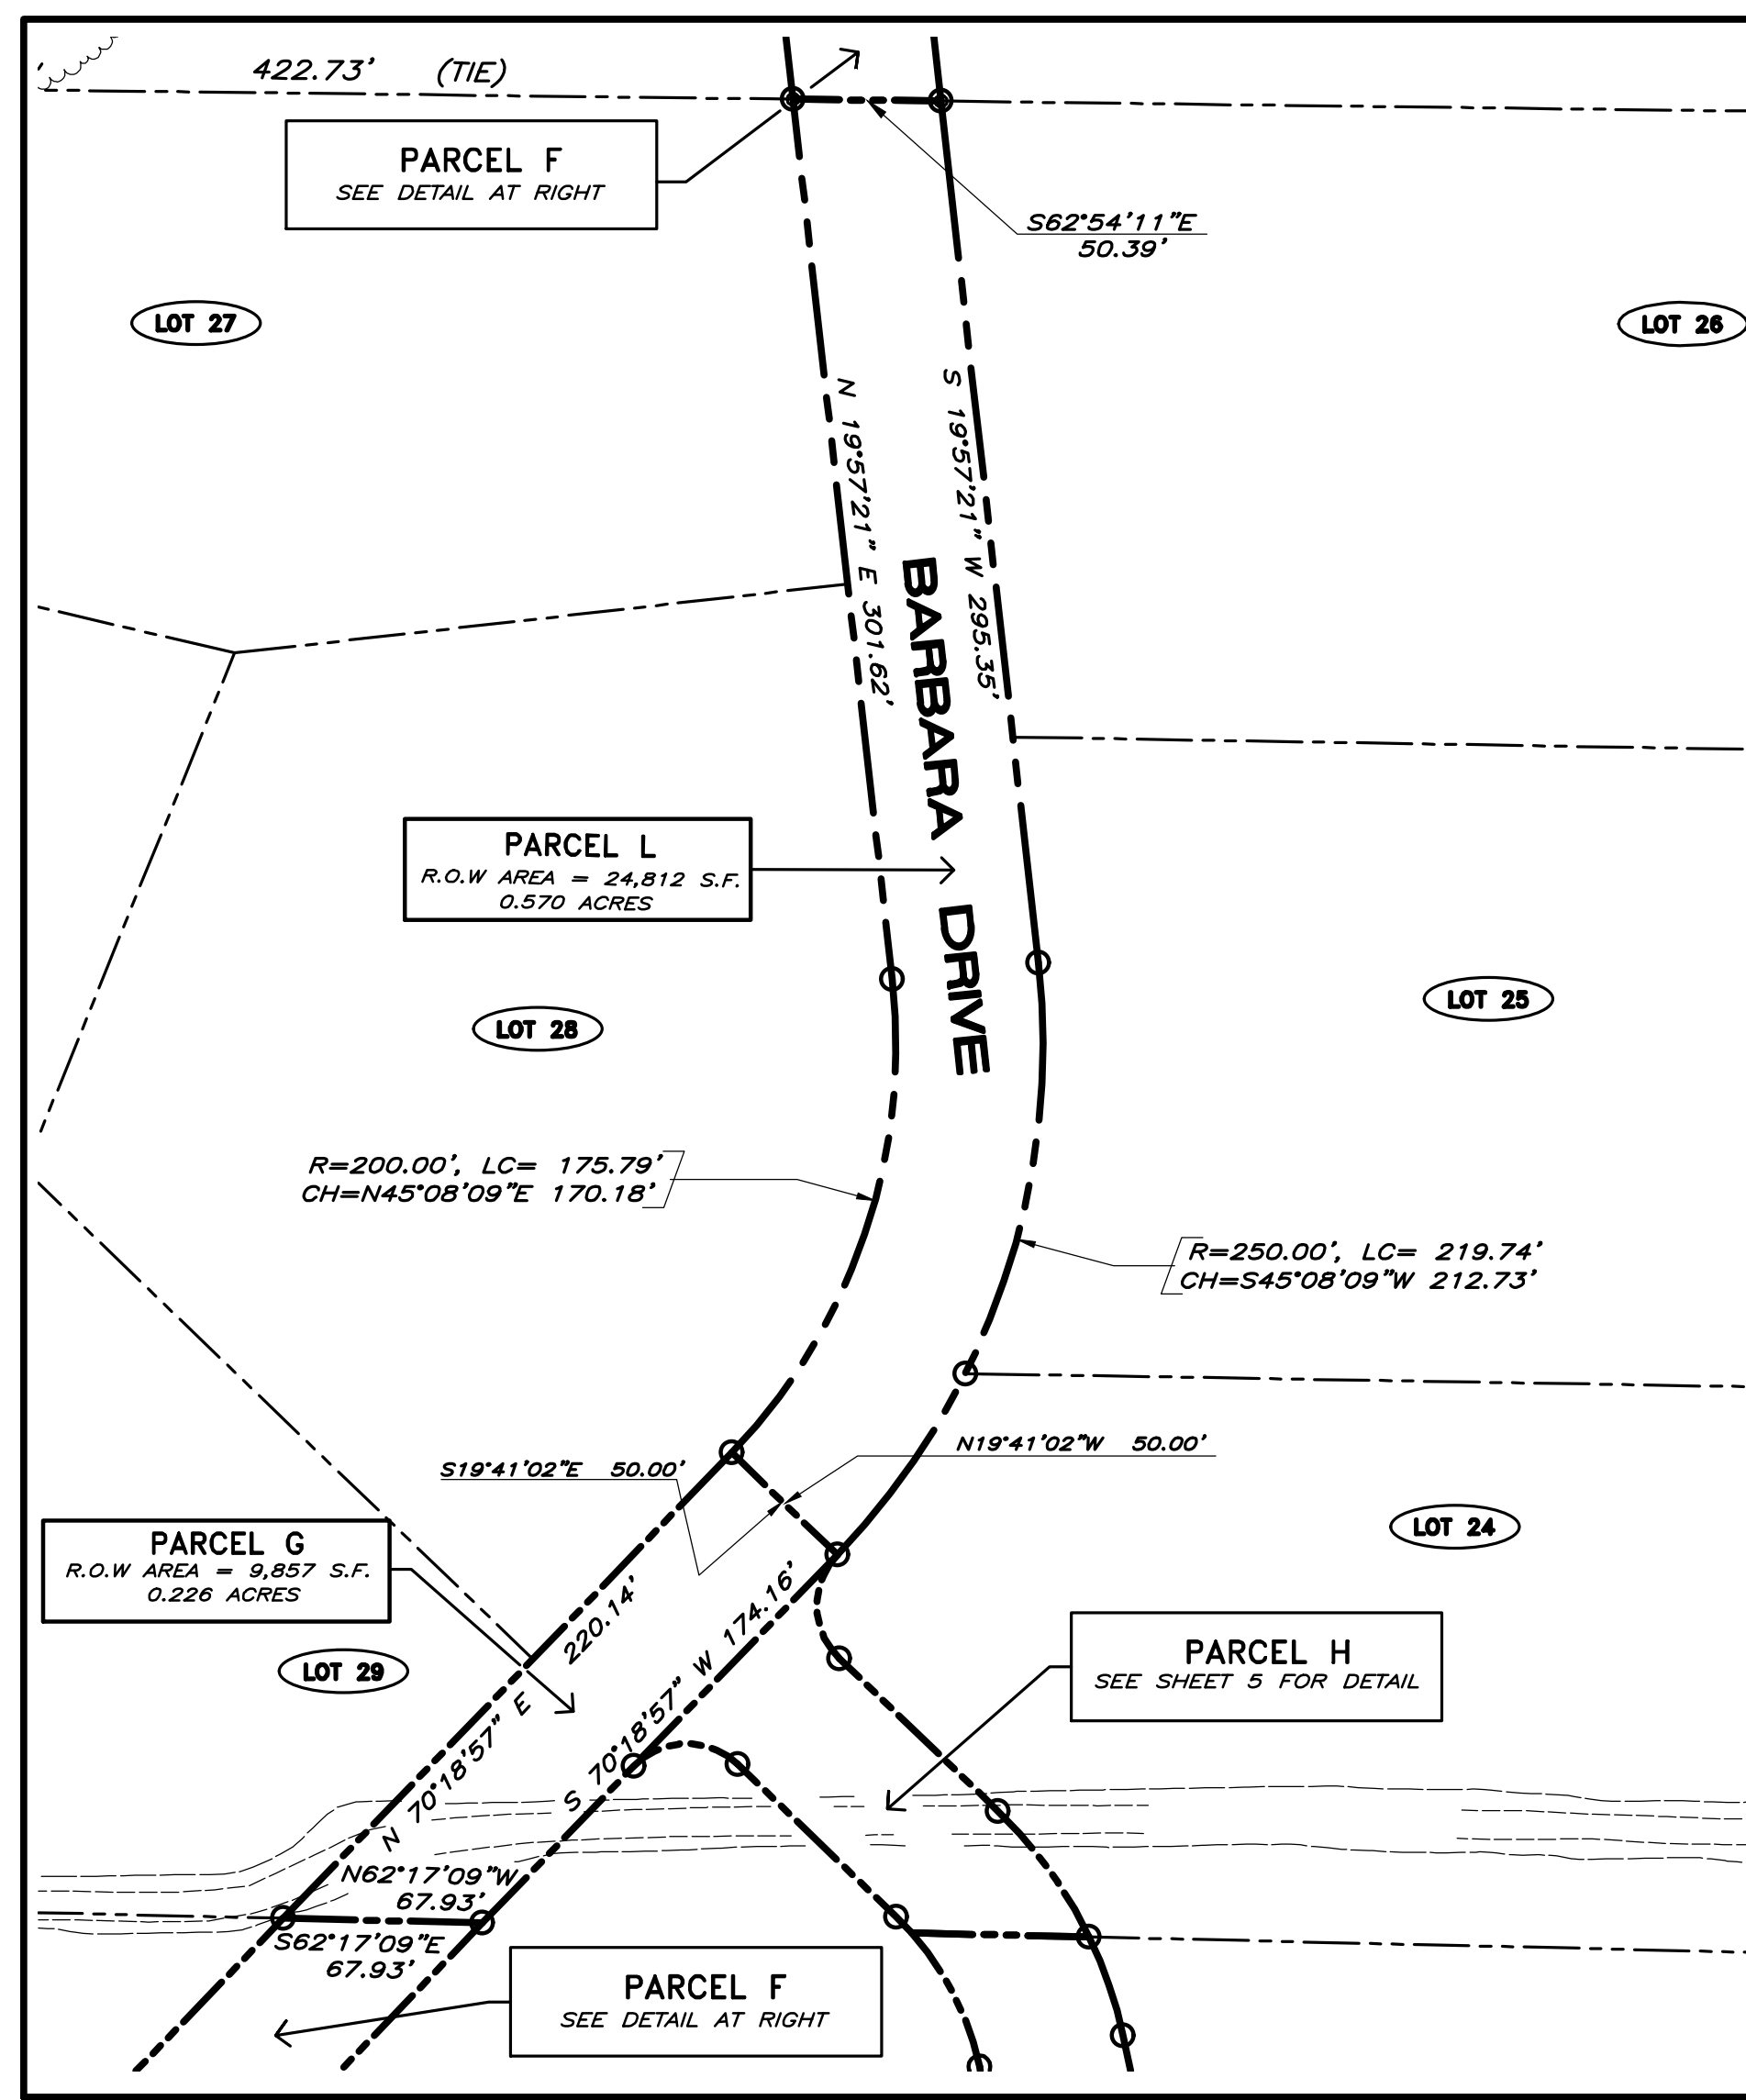 422.73' (TIE)
PARCEL F
SEE DETAIL AT RIGHT
S62°54'11"E
50.39'
LOT 27
LOT 26
N 19°57'21" E 301.62'
S 19°57'21" W 295.35'
BARBARA DRIVE
PARCEL L
R.O.W AREA = 24,812 S.F.
0.570 ACRES
LOT 28
LOT 25
R=200.00', LC= 175.79'
CH=N45°08'09"E 170.18'
R=250.00', LC= 219.74'
CH=S45°08'09"W 212.73'
S19°41'02"E 50.00'
N19°41'02"W 50.00'
LOT 24
PARCEL G
R.O.W AREA = 9,857 S.F.
0.226 ACRES
LOT 29
N 70°18'57" E 220.14'
S 70°18'57" W 174.16'
PARCEL H
SEE SHEET 5 FOR DETAIL
N62°17'09"W
67.93'
S62°17'09"E
67.93'
PARCEL F
SEE DETAIL AT RIGHT